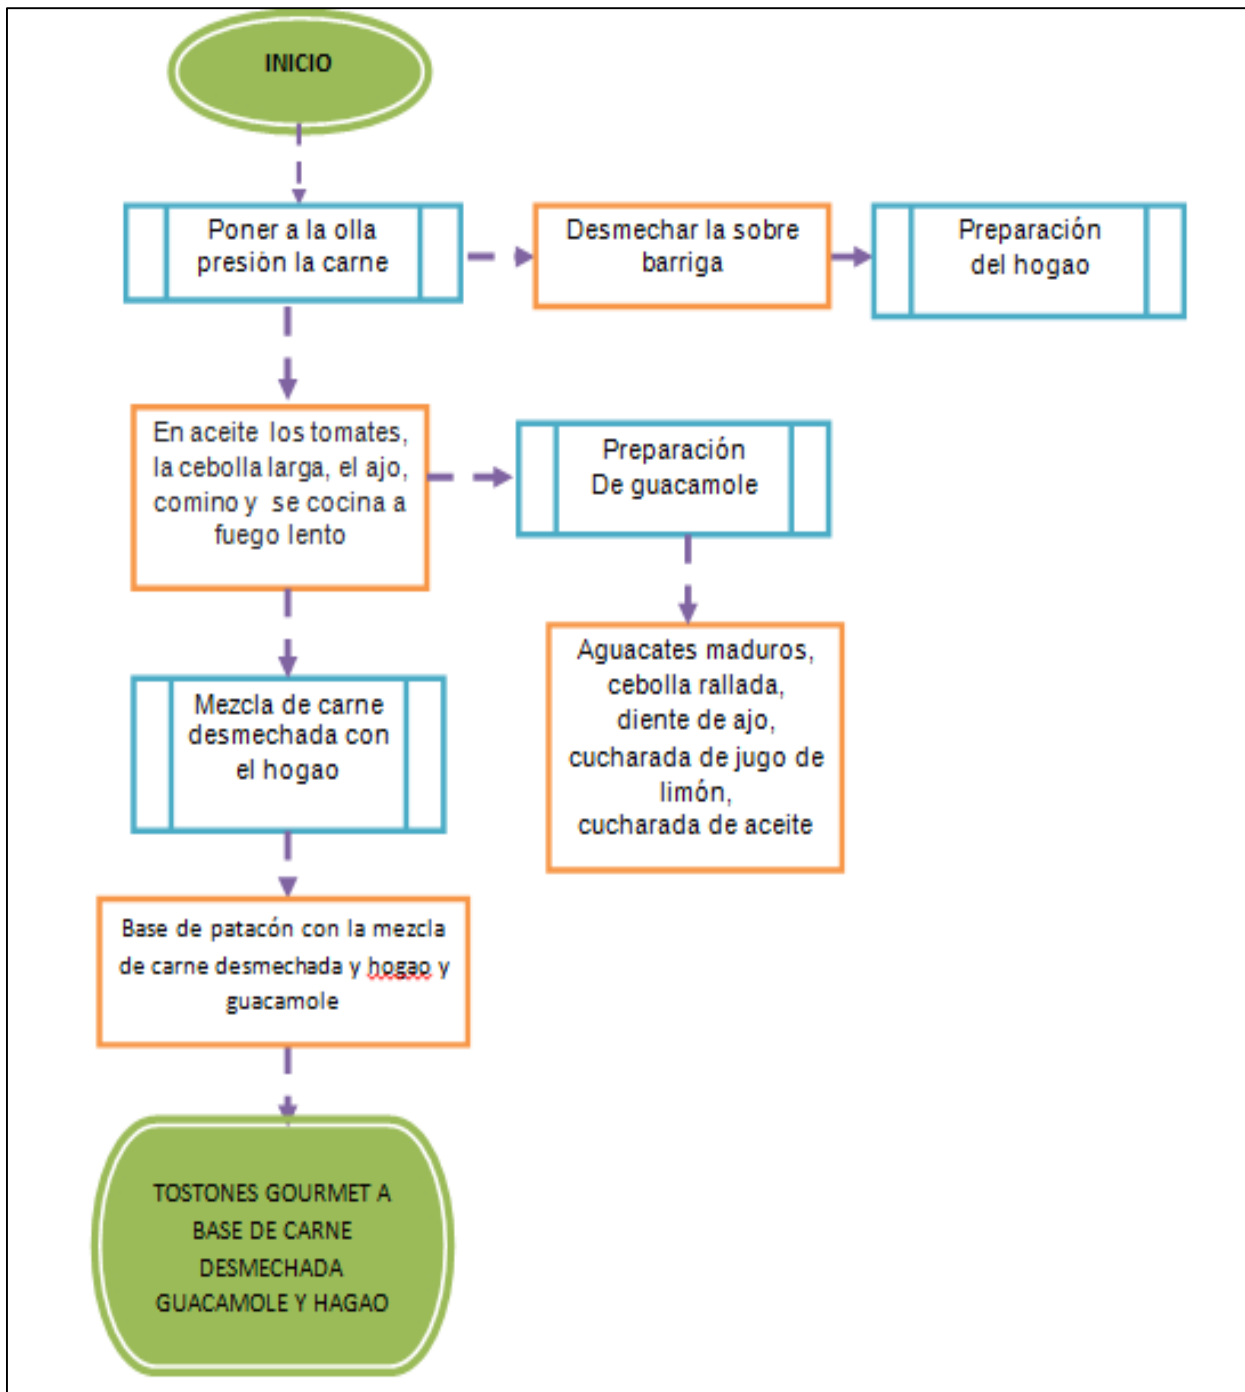 INICIO
Poner a la olla
presión la carne
Desmechar la sobre
barriga
Preparación
del hogao
En aceite los tomates,
la cebolla larga, el ajo,
comino y se cocina a
fuego lento
Preparación
De guacamole
Mezcla de carne
desmechada con
el hogao
Aguacates maduros,
cebolla rallada,
diente de ajo,
cucharada de jugo de
limón,
cucharada de aceite
Base de patacón con la mezcla
de carne desmechada y hogao y
guacamole
TOSTONES GOURMET A
BASE DE CARNE
DESMECHADA
GUACAMOLE Y HAGAO